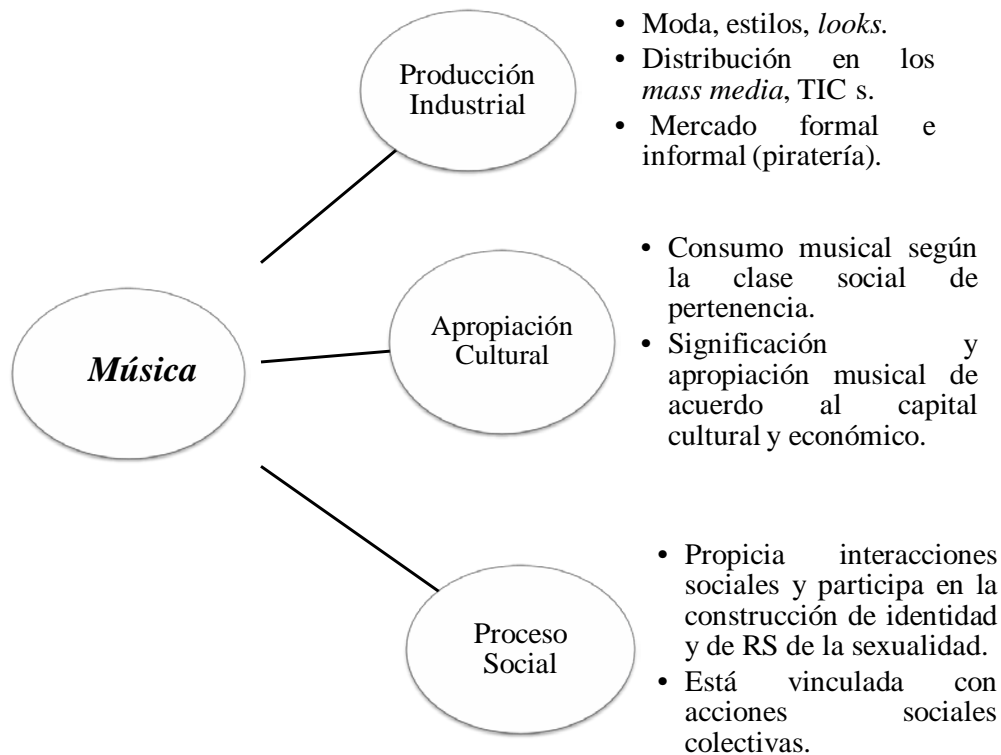 Música
Producción
Industrial
• Moda, estilos, looks.
• Distribución en los
mass media, TIC s.
• Mercado formal e
informal (piratería).
Apropiación
Cultural
• Consumo musical según
la clase social de
pertenencia.
• Significación y
apropiación musical de
acuerdo al capital
cultural y económico.
Proceso
Social
• Propicia interacciones
sociales y participa en la
construcción de identidad
y de RS de la sexualidad.
• Está vinculada con
acciones sociales
colectivas.